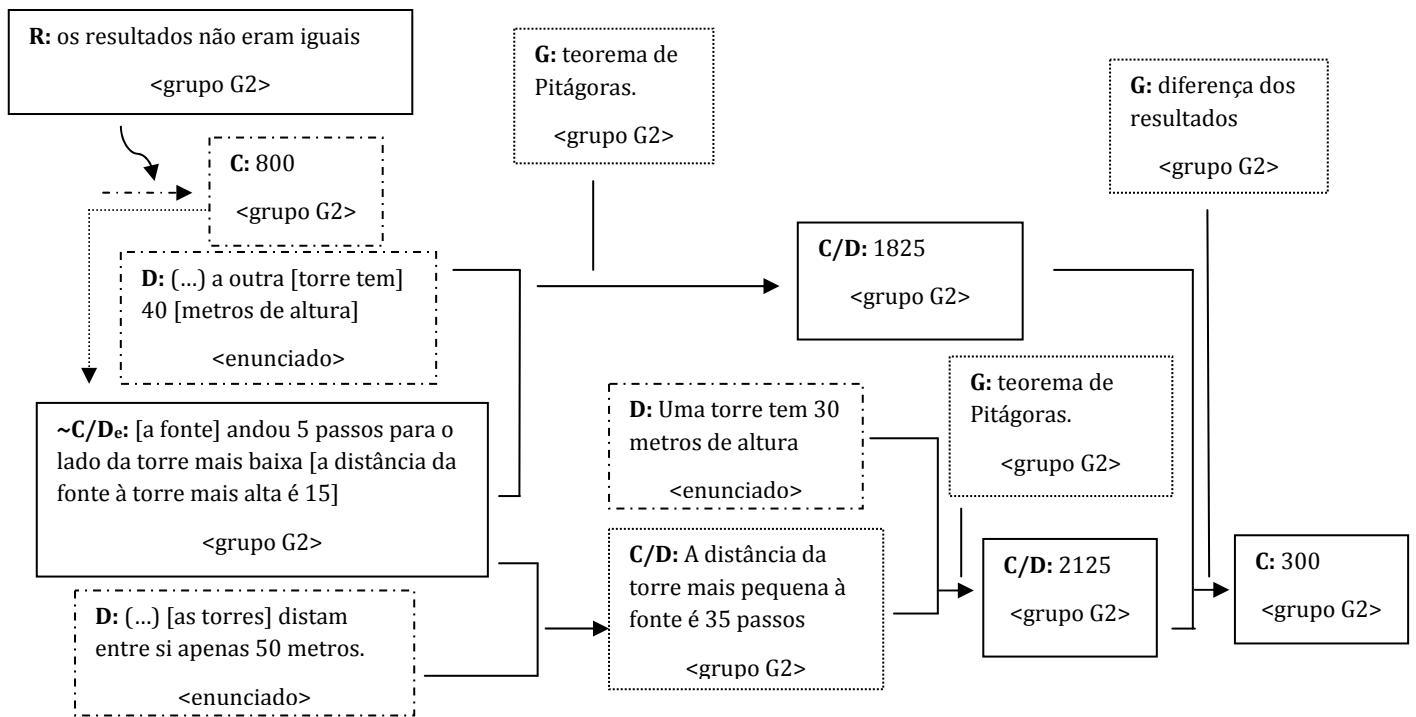 R: os resultados não eram iguais
<grupo G2>
G: teorema de
Pitágoras.
<grupo G2>
G: diferença dos
resultados
<grupo G2>
C: 800
<grupo G2>
D: (...) a outra [torre tem]
40 [metros de altura]
<enunciado>
C/D: 1825
<grupo G2>
~C/De: [a fonte] andou 5 passos para o
lado da torre mais baixa [a distância da
fonte à torre mais alta é 15]
<grupo G2>
D: Uma torre tem 30
metros de altura
<enunciado>
G: teorema de
Pitágoras.
<grupo G2>
D: (...) [as torres] distam
entre si apenas 50 metros.
<enunciado>
C/D: A distância da
torre mais pequena à
fonte é 35 passos
<grupo G2>
C/D: 2125
<grupo G2>
C: 300
<grupo G2>